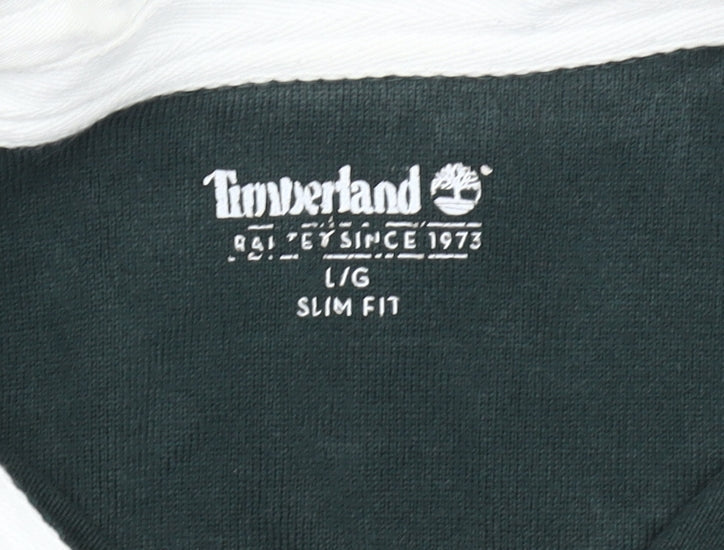 Timberland
SINCE 1973
L/G
SLIM FIT